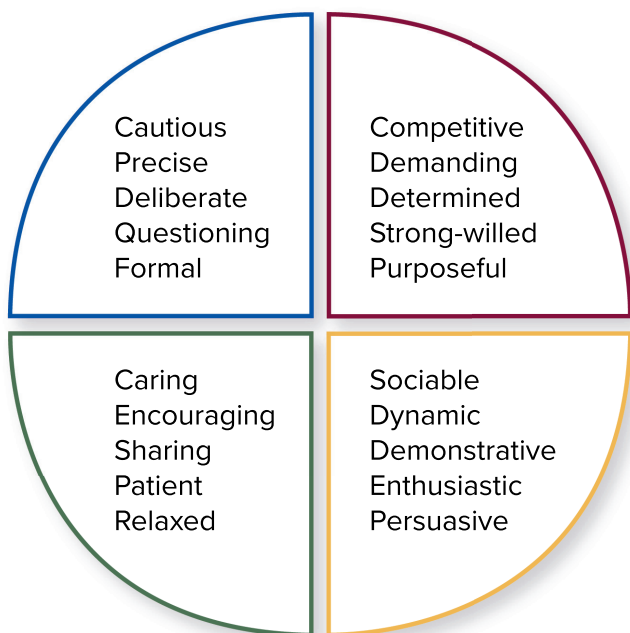 Cautious
Precise
Deliberate
Questioning
Formal
Competitive
Demanding
Determined
Strong-willed
Purposeful
Caring
Encouraging
Sharing
Patient
Relaxed
Sociable
Dynamic
Demonstrative
Enthusiastic
Persuasive